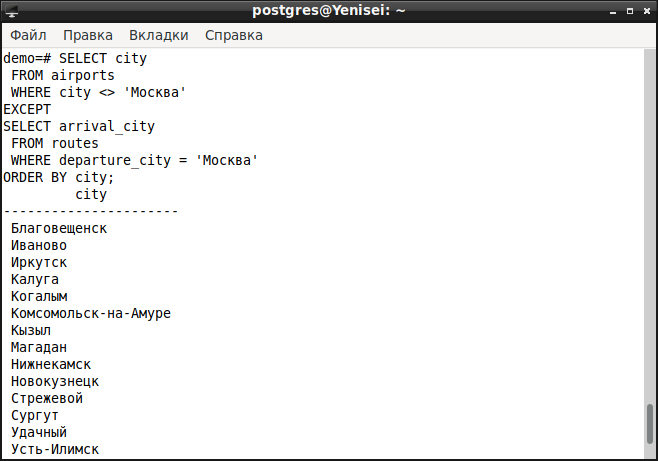 postgres@Yenisei: ~
Файл Правка Вкладки Справка
demo=# SELECT city
FROM airports
WHERE city <> 'Москва'
EXCEPT
SELECT arrival_city
FROM routes
WHERE departure_city = 'Москва'
ORDER BY city;
city
----------------------
Благовещенск
Иваново
Иркутск
Калуга
Когалым
Комсомольск-на-Амуре
Кызыл
Магадан
Нижнекамск
Новокузнецк
Стрежевой
Сургут
Удачный
Усть-Илимск